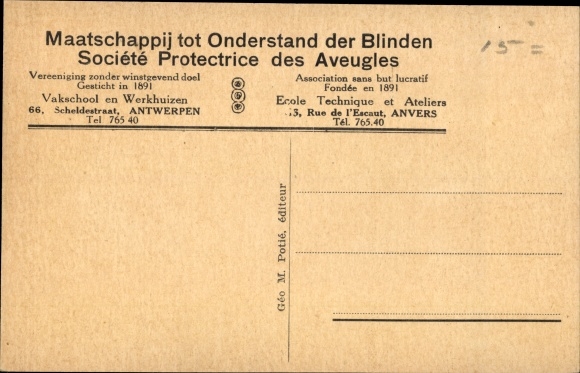 Maatschappij tot Onderstand der Blinden
Société Protectrice des Aveugles
Vereeniging zonder winstgevend doel
Gesticht in 1891
Vakschool en Werkhuizen
66, Scheldestraat, ANTWERPEN
Tel 765 40
Association sans but lucratif
Fondée en 1891
Ecole Technique et Ateliers
Rue de l'Escaut, ANVERS
Tél. 765.40
Géo M. Potié, éditeur
15 =